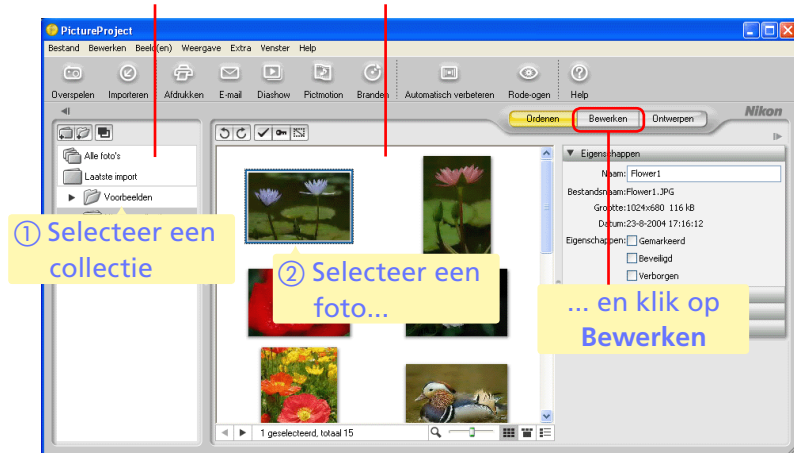 PictureProject
Bestand Bewerken Beeld(en) Weergave Extra Venster Help
Overspelen Importeren Afdrukken E-mail Diashow Pictmotion Branden Automatisch verbeteren Rode-ogen Help
Nikon
Ordenen Bewerken Ontwerpen
Alle foto's
Laatste import
Voorbeelden
① Selecteer een
collectie
② Selecteer een
foto...
1 geselecteerd, totaal 15
Eigenschappen
Naam: Flower1
Bestandsnaam:Flower1.JPG
Grootte:1024x680 116 kB
Datum:23-8-2004 17:16:12
Eigenschappen: Gemarkeerd
Beveiligd
Verborgen
... en klik op
Bewerken